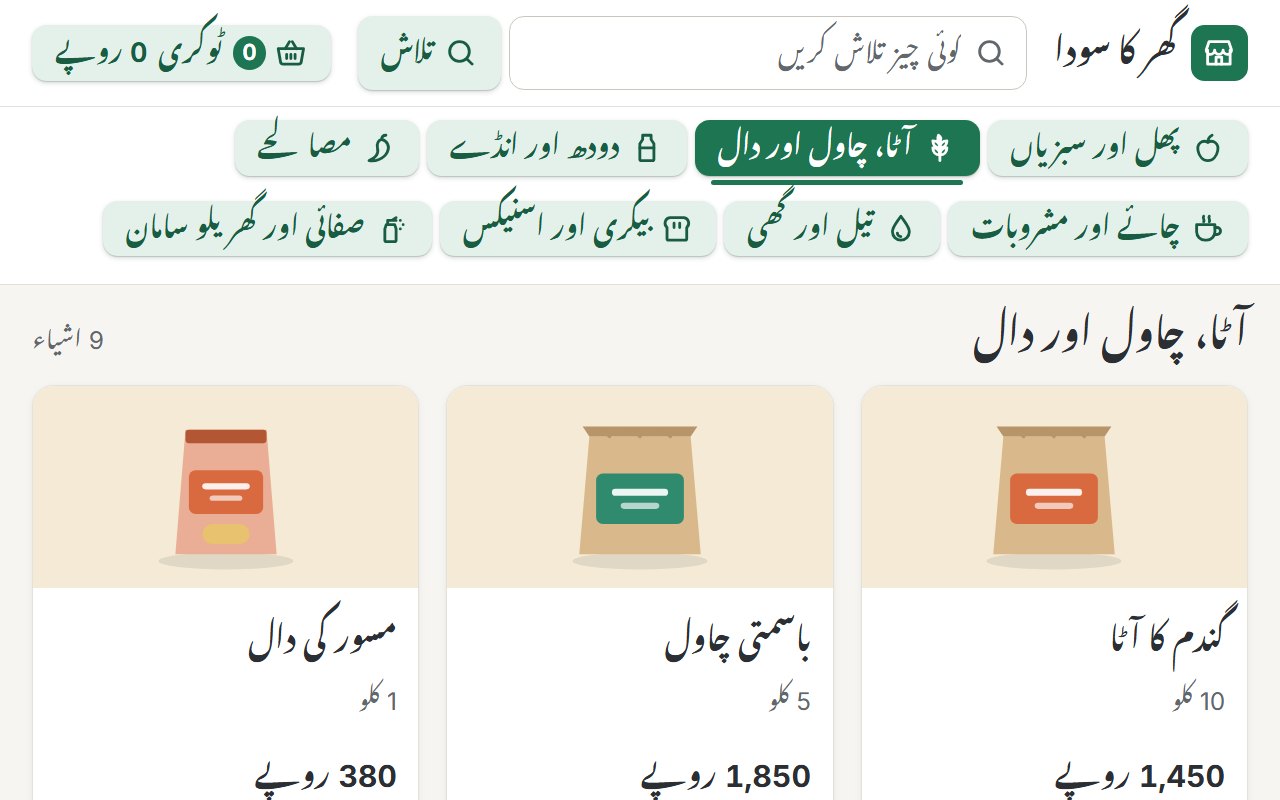 گھر کا سودا
کوئی چیز تلاش کریں
تلاش
0 ٹوکری 0 روپے
پھل اور سبزیاں
آٹا، چاول اور دال
دودھ اور انڈے
مصالحے
چائے اور مشروبات
تیل اور گھی
بیکری اور اسنیکس
صفائی اور گھریلو سامان
آٹا، چاول اور دال
9 اشیاء
گندم کا آٹا
10 کلو
1,450 روپے
باسمتی چاول
5 کلو
1,850 روپے
مسور کی دال
1 کلو
380 روپے